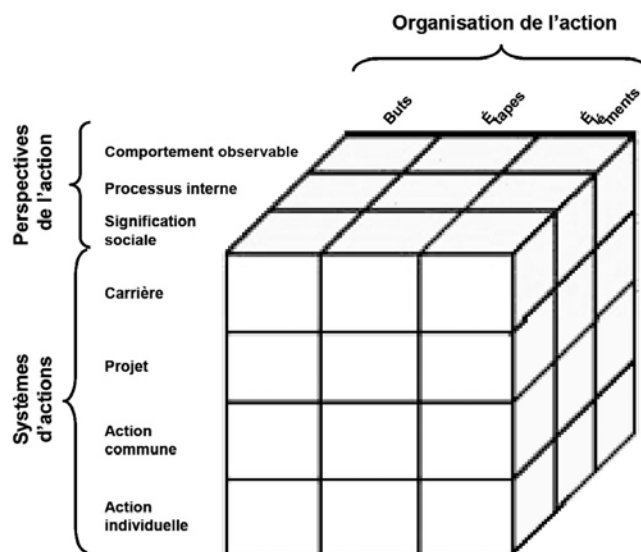 Organisation de l'action
Buts
Étapes
Éléments
Perspectives
de l'action
Comportement observable
Processus interne
Signification
sociale
Systèmes
d'actions
Carrière
Projet
Action
commune
Action
individuelle